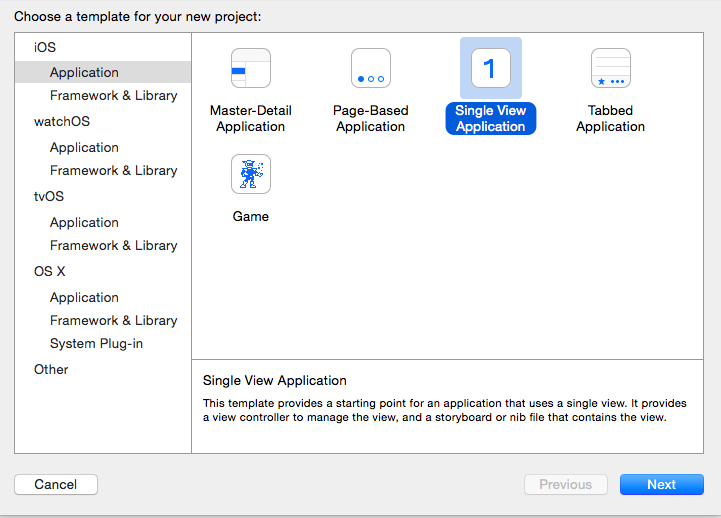 Choose a template for your new project:
iOS
Application
Framework & Library
watchOS
Application
Framework & Library
tvOS
Application
Framework & Library
OS X
Application
Framework & Library
System Plug-in
Other
Master-Detail
Application
Page-Based
Application
1
Single View
Application
Tabbed
Application
Game
Single View Application
This template provides a starting point for an application that uses a single view. It provides
a view controller to manage the view, and a storyboard or nib file that contains the view.
Cancel
Previous
Next